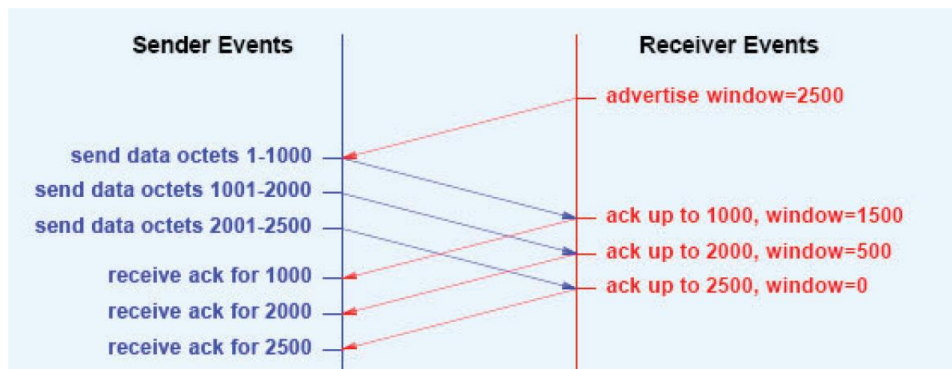 Sender Events
Receiver Events
advertise window=2500
send data octets 1-1000
send data octets 1001-2000
send data octets 2001-2500
ack up to 1000, window=1500
ack up to 2000, window=500
ack up to 2500, window=0
receive ack for 1000
receive ack for 2000
receive ack for 2500